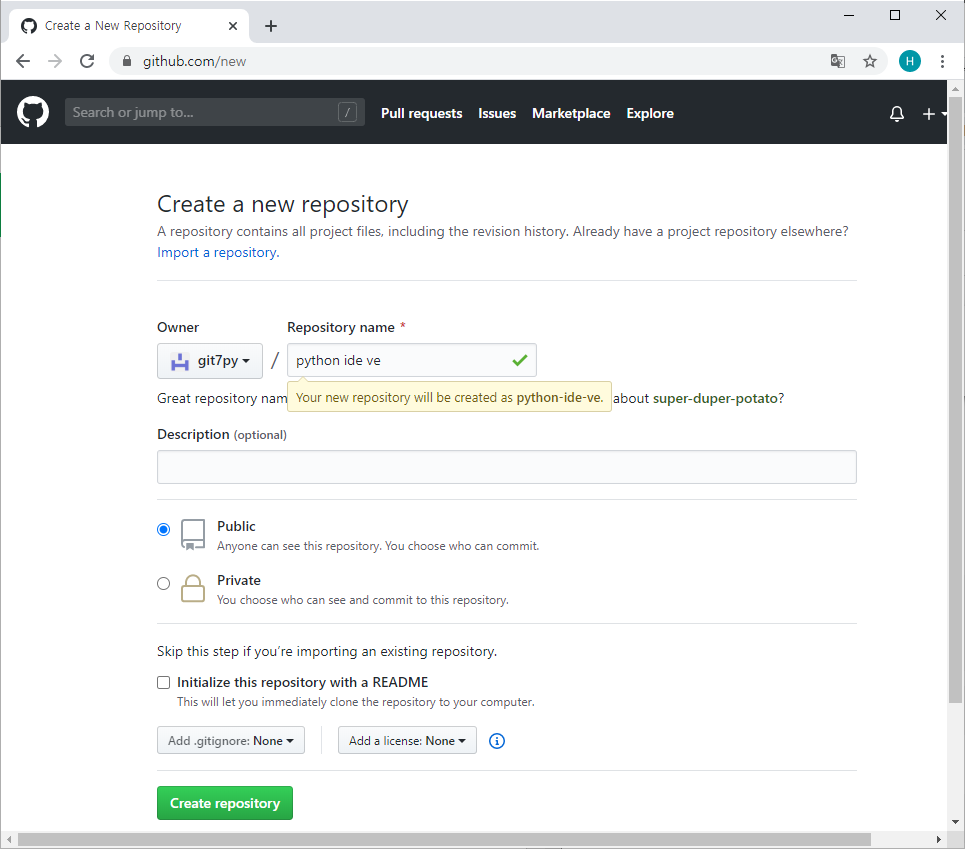 Create a New Repository
github.com/new
H
Search or jump to... /
Pull requests Issues Marketplace Explore
Create a new repository
A repository contains all project files, including the revision history. Already have a project repository elsewhere?
Import a repository.
Owner Repository name *
git7py / python ide ve
Great repository nam
Your new repository will be created as python-ide-ve.
about super-duper-potato?
Description (optional)
Public
Anyone can see this repository. You choose who can commit.
Private
You choose who can see and commit to this repository.
Skip this step if you're importing an existing repository.
Initialize this repository with a README
This will let you immediately clone the repository to your computer.
Add .gitignore: None Add a license: None
Create repository